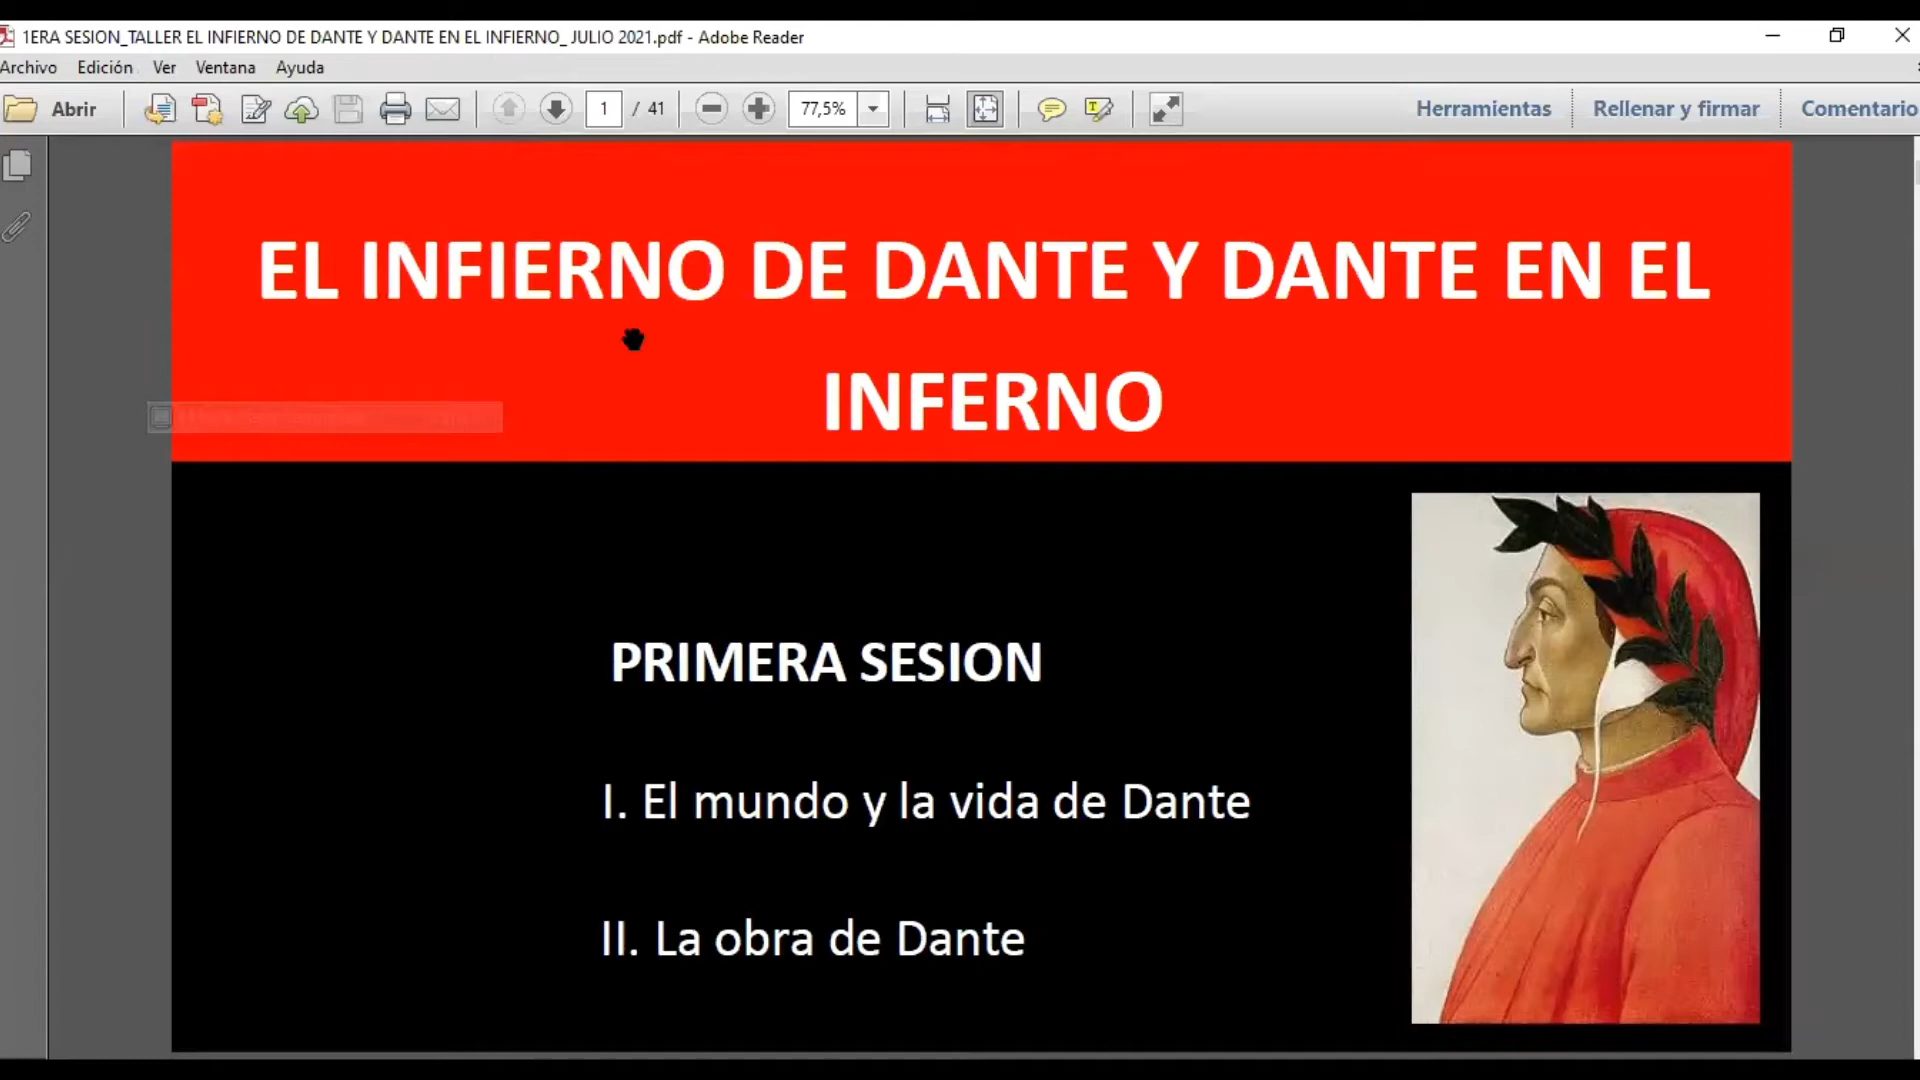 1ERA SESION_TALLER EL INFIERNO DE DANTE Y DANTE EN EL INFIERNO_ JULIO 2021.pdf - Adobe Reader
Archivo Edición Ver Ventana Ayuda
Abrir 1 / 41 77,5% Herramientas Rellenar y firmar Comentario
EL INFIERNO DE DANTE Y DANTE EN EL
INFERNO
PRIMERA SESION
I. El mundo y la vida de Dante
II. La obra de Dante